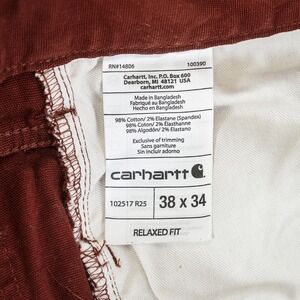 RN#14806 100390
Carhartt, Inc. P.O. Box 600
Dearborn, MI 48121 USA
Made in Bangladesh
Fabriqué au Bangladesh
Hecho en Bangladesh
98% Cotton/ 2% Elastane (Spandex)
98% Coton/ 2% Élasthanne
98% Algodón/ 2% Elastano
Exclusive of trimming
Sans garniture
Sin incluir adorno
carhartt
102517 R25 38 x 34
RELAXED FIT